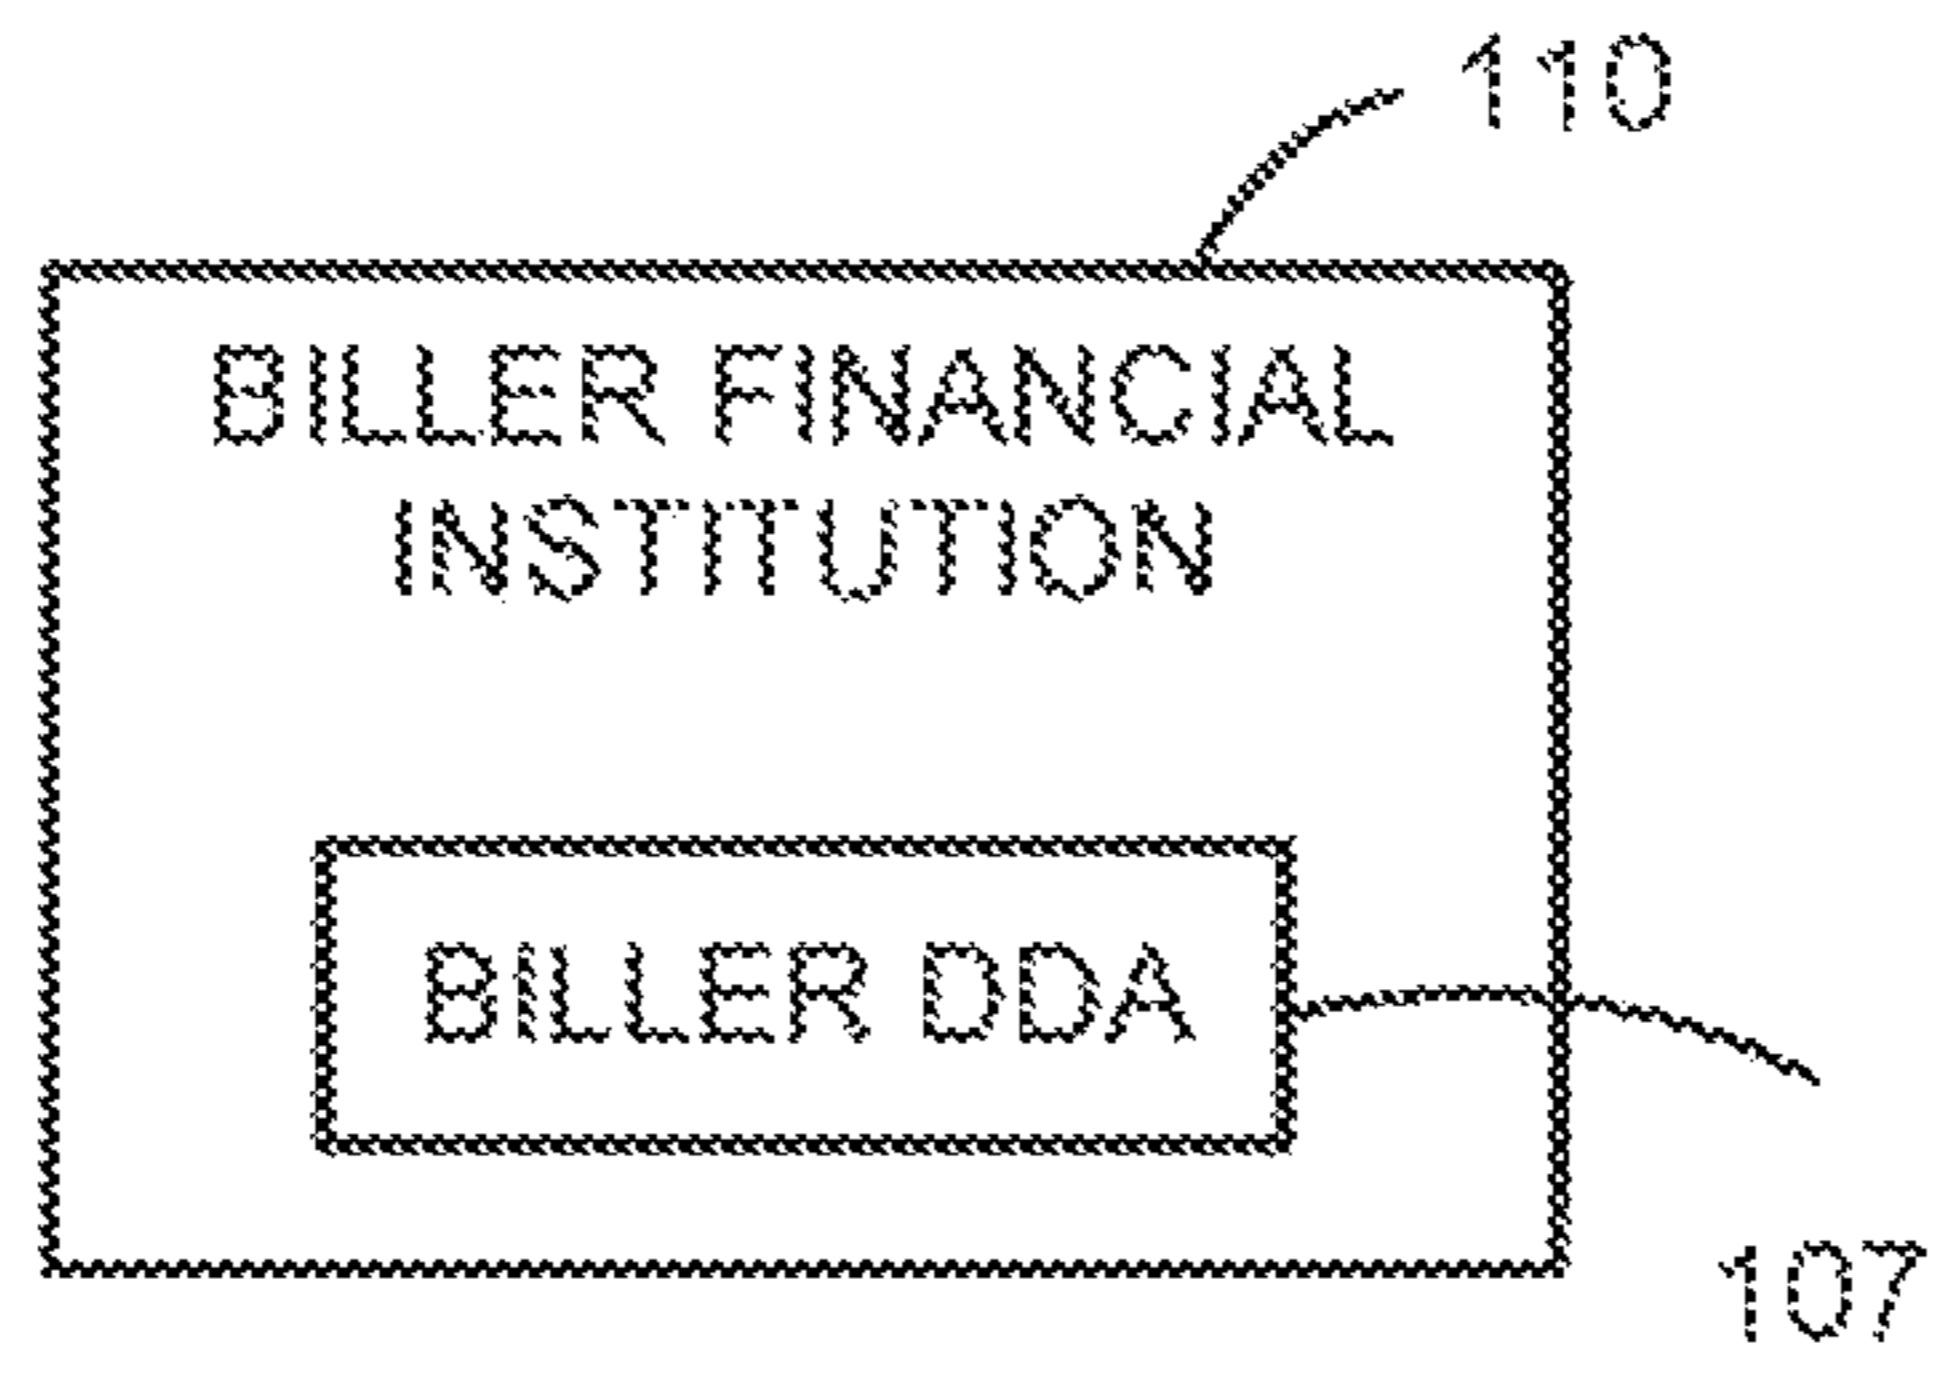 110
BILLER FINANCIAL
INSTITUTION
BILLER DDA
107